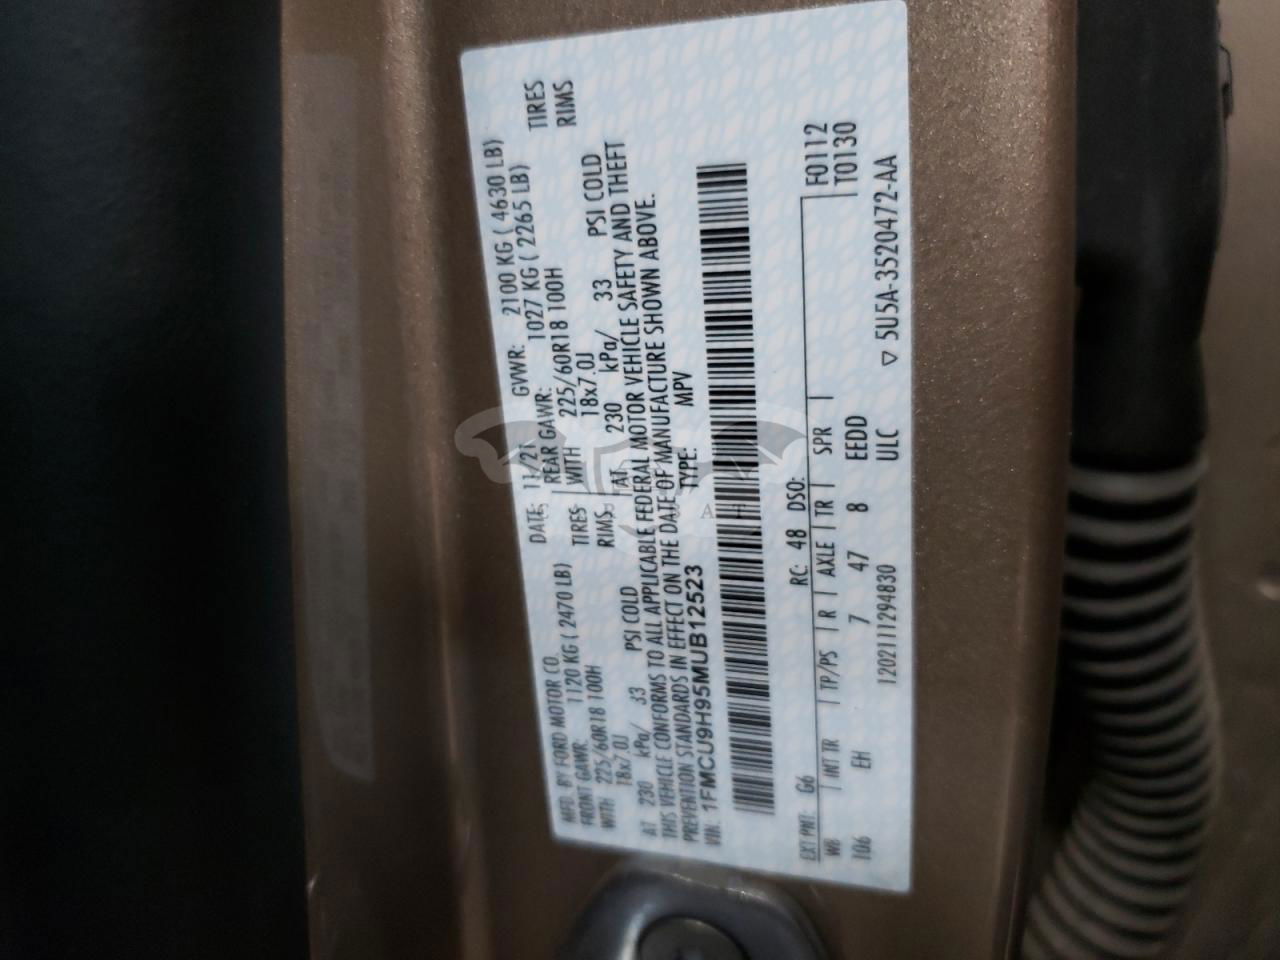 MFD. BY FORD MOTOR CO. DATE: 11/21 GVWR: 2100 KG ( 4630 LB)
FRONT GAWR: 1120 KG ( 2470 LB) REAR GAWR: 1027 KG ( 2265 LB)
WITH 225/60R18 100H TIRES WITH 225/60R18 100H TIRES
18x7.0J RIMS 18x7.0J RIMS
AT 230 kPa/ 33 PSI COLD AT 230 kPa/ 33 PSI COLD
THIS VEHICLE CONFORMS TO ALL APPLICABLE FEDERAL MOTOR VEHICLE SAFETY AND THEFT
PREVENTION STANDARDS IN EFFECT ON THE DATE OF MANUFACTURE SHOWN ABOVE.
VIN: 1FMCU9H95MUB12523 TYPE: MPV
EXT PNT: G6 RC: 48 DSO: F0112
WB INT TR TP/PS R AXLE TR SPR T0130
106 EH 7 47 8 EEDD
1202111294830 ULC ▽ 5U5A-3520472-AA